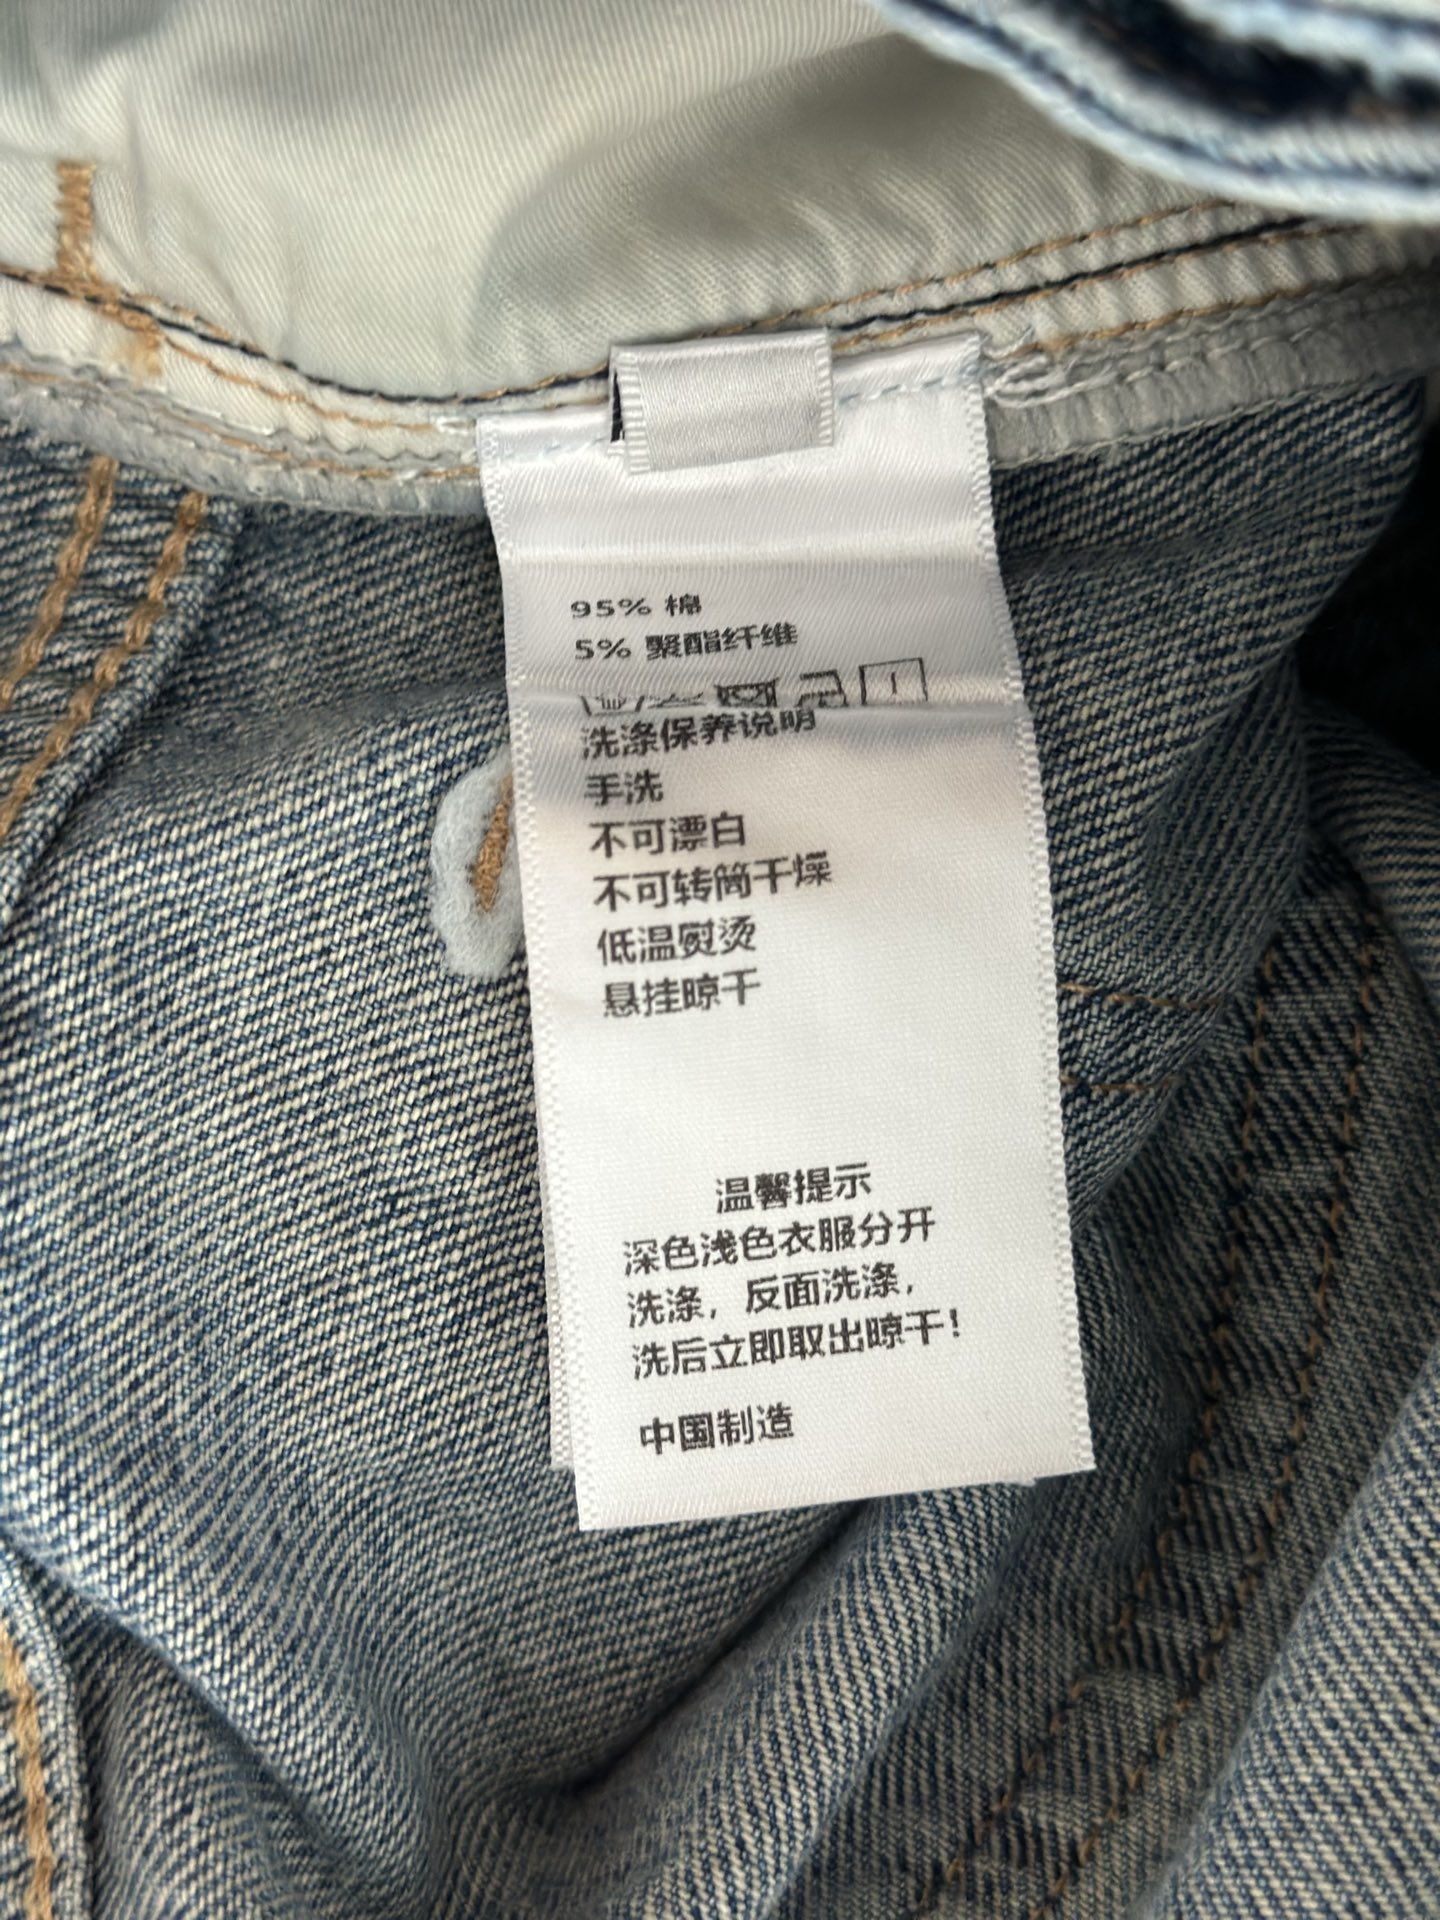 95% 棉
5% 聚酯纤维
洗涤保养说明
手洗
不可漂白
不可转筒干燥
低温熨烫
悬挂晾干
温馨提示
深色浅色衣服分开
洗涤，反面洗涤，
洗后立即取出晾干！
中国制造